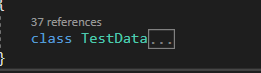 {
37 references
class TestData...
}